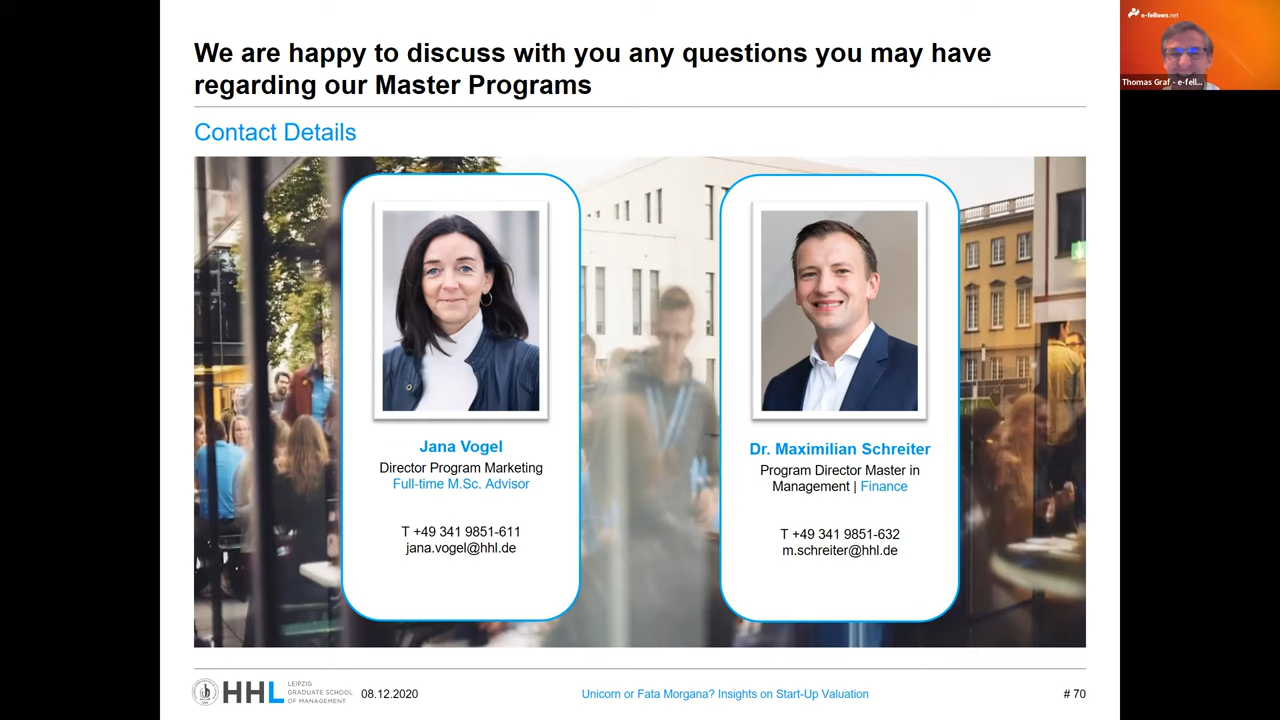 We are happy to discuss with you any questions you may have
regarding our Master Programs
Contact Details
Jana Vogel
Director Program Marketing
Full-time M.Sc. Advisor
T +49 341 9851-611
jana.vogel@hhl.de
Dr. Maximilian Schreiter
Program Director Master in
Management | Finance
T +49 341 9851-632
m.schreiter@hhl.de
HHL
LEIPZIG
GRADUATE SCHOOL
OF MANAGEMENT
08.12.2020
Unicorn or Fata Morgana? Insights on Start-Up Valuation
# 70
e-fellows.net
Thomas Graf - e-fell...